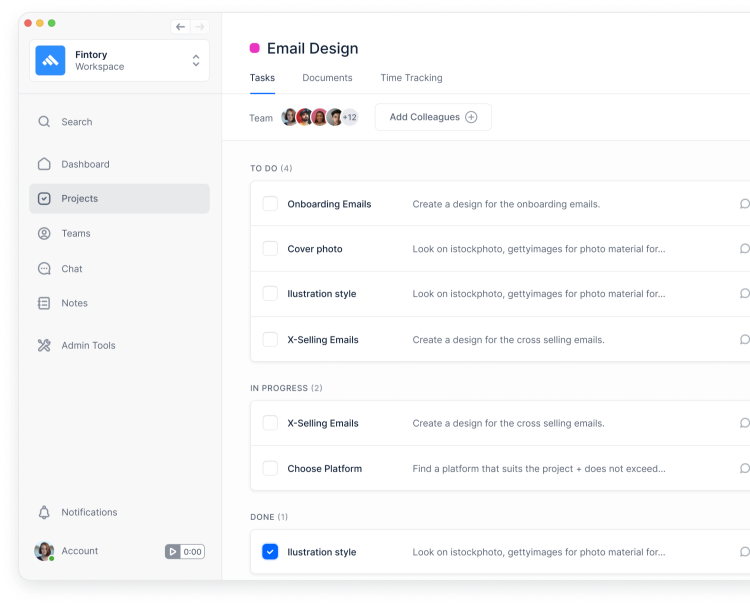 Fintory
Workspace
Search
Dashboard
Projects
Teams
Chat
Notes
Admin Tools
Notifications
Account
0:00
Email Design
Tasks Documents Time Tracking
Team +12 Add Colleagues
TO DO (4)
Onboarding Emails Create a design for the onboarding emails.
Cover photo Look on istockphoto, gettyimages for photo material for...
Ilustration style Look on istockphoto, gettyimages for photo material for...
X-Selling Emails Create a design for the cross selling emails.
IN PROGRESS (2)
X-Selling Emails Create a design for the cross selling emails.
Choose Platform Find a platform that suits the project + does not exceed...
DONE (1)
Ilustration style Look on istockphoto, gettyimages for photo material for...